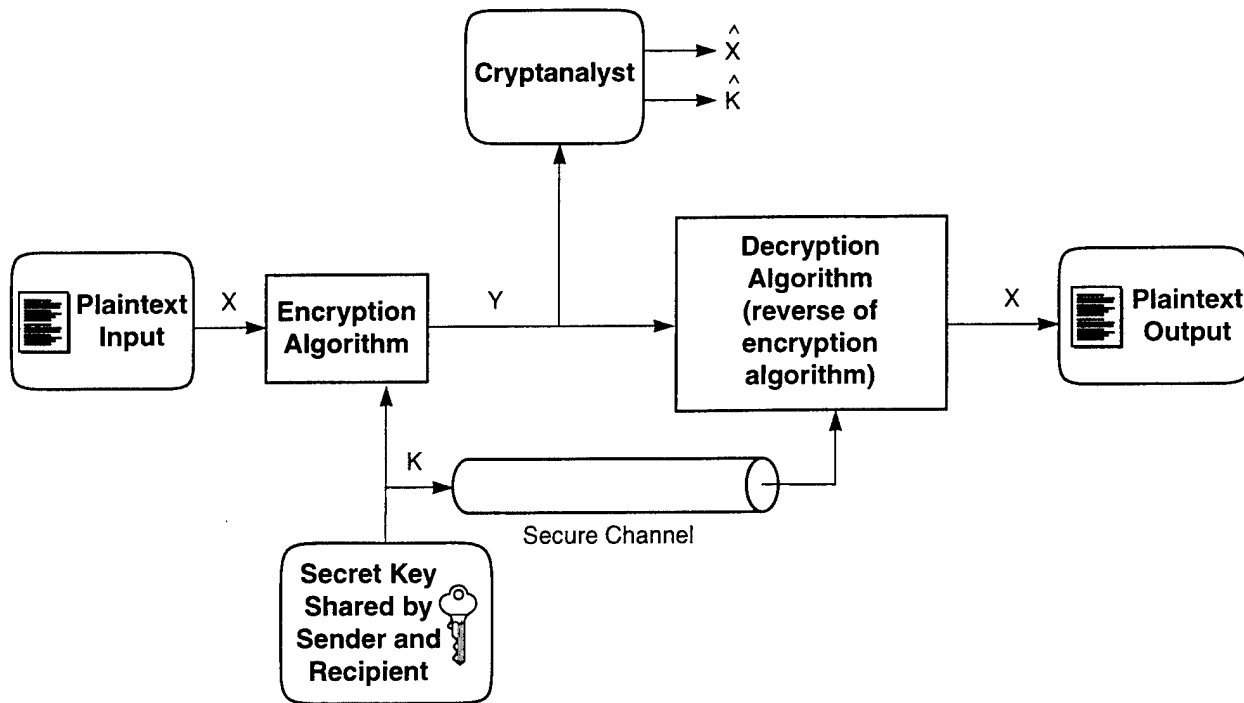 ^
X
Cryptanalyst
^
K
Plaintext
Input
X
Encryption
Algorithm
Y
Decryption
Algorithm
(reverse of
encryption
algorithm)
X
Plaintext
Output
K
Secure Channel
Secret Key
Shared by
Sender and
Recipient